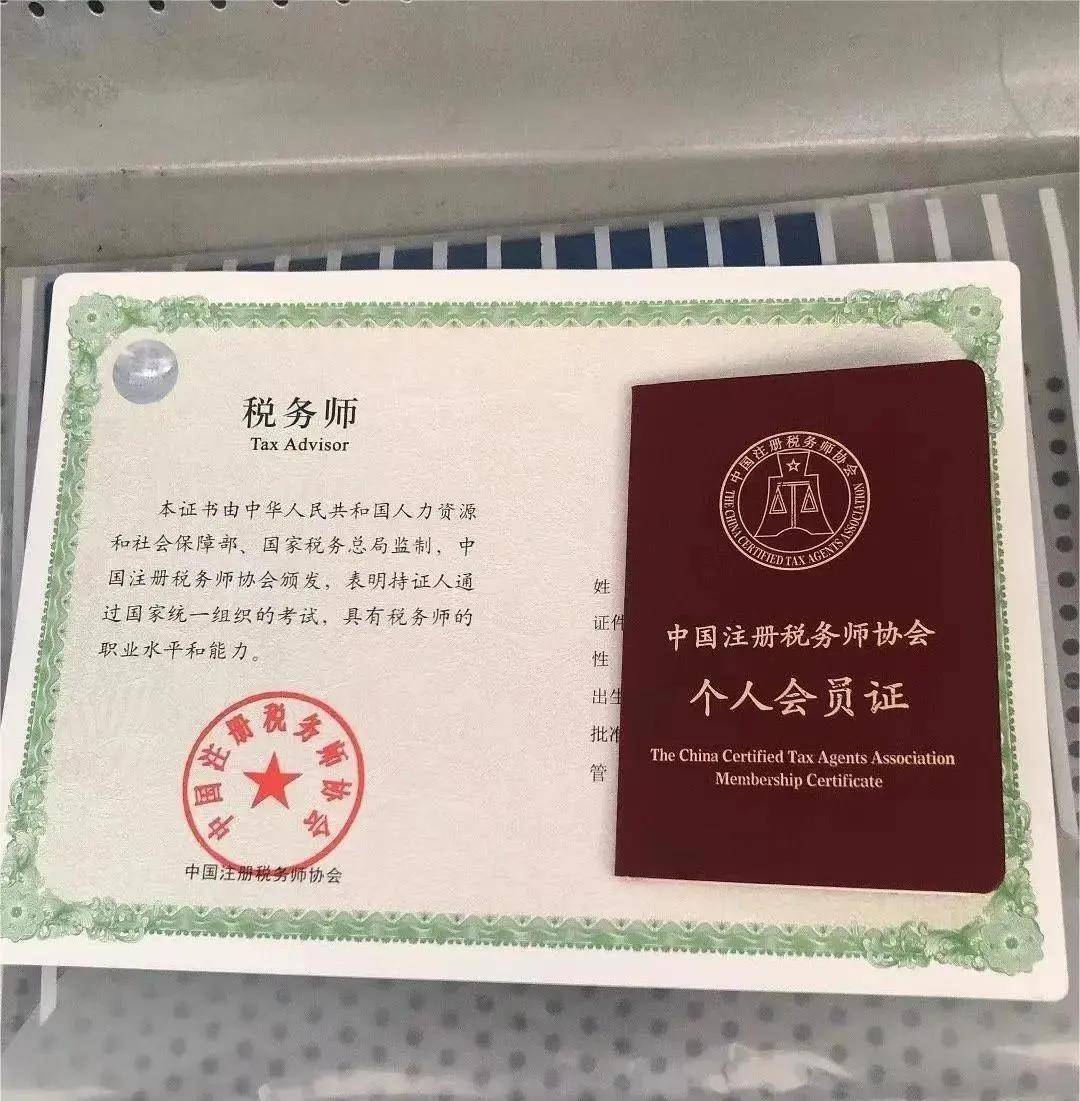 税务师
Tax Advisor
本证书由中华人民共和国人力资源
和社会保障部、国家税务总局监制,中
国注册税务师协会颁发,表明持证人通
过国家统一组织的考试,具有税务师的
职业水平和能力。
中国注册税务师协会
中国注册税务师协会
姓
证件
性
出生
批准
管
中国注册税务师协会
THE CHINA CERTIFIED TAX AGENTS ASSOCIATION
中国注册税务师协会
个人会员证
The China Certified Tax Agents Association
Membership Certificate